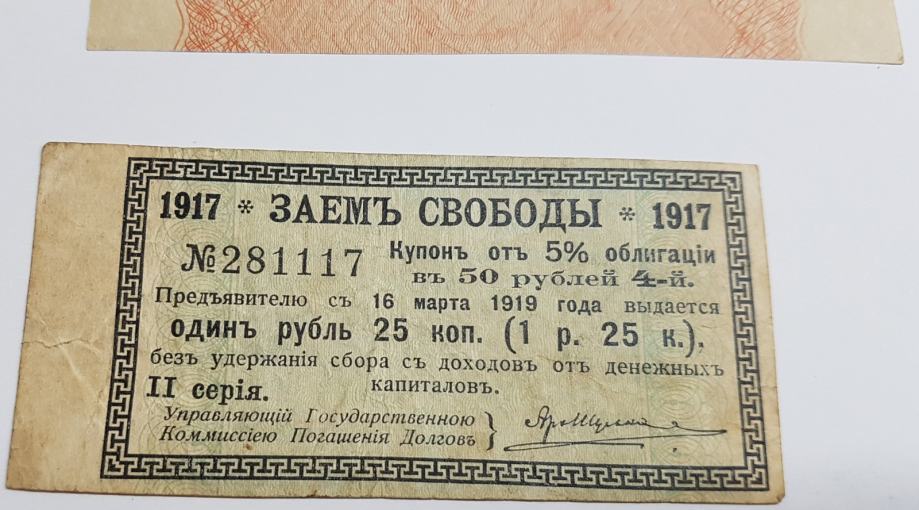 1917 * ЗАЕМЪ СВОБОДЫ * 1917
№281117
Купонъ отъ 5% облигаціи
въ 50 рублей 4-й.
Предъявителю съ 16 марта 1919 года выдается
одинъ рубль 25 коп. (1 р. 25 к.),
безъ удержанія сбора съ доходовъ отъ денежныхъ
капиталовъ.
II серія.
Управляющій Государственною
Коммиссіею Погашенія Долговъ